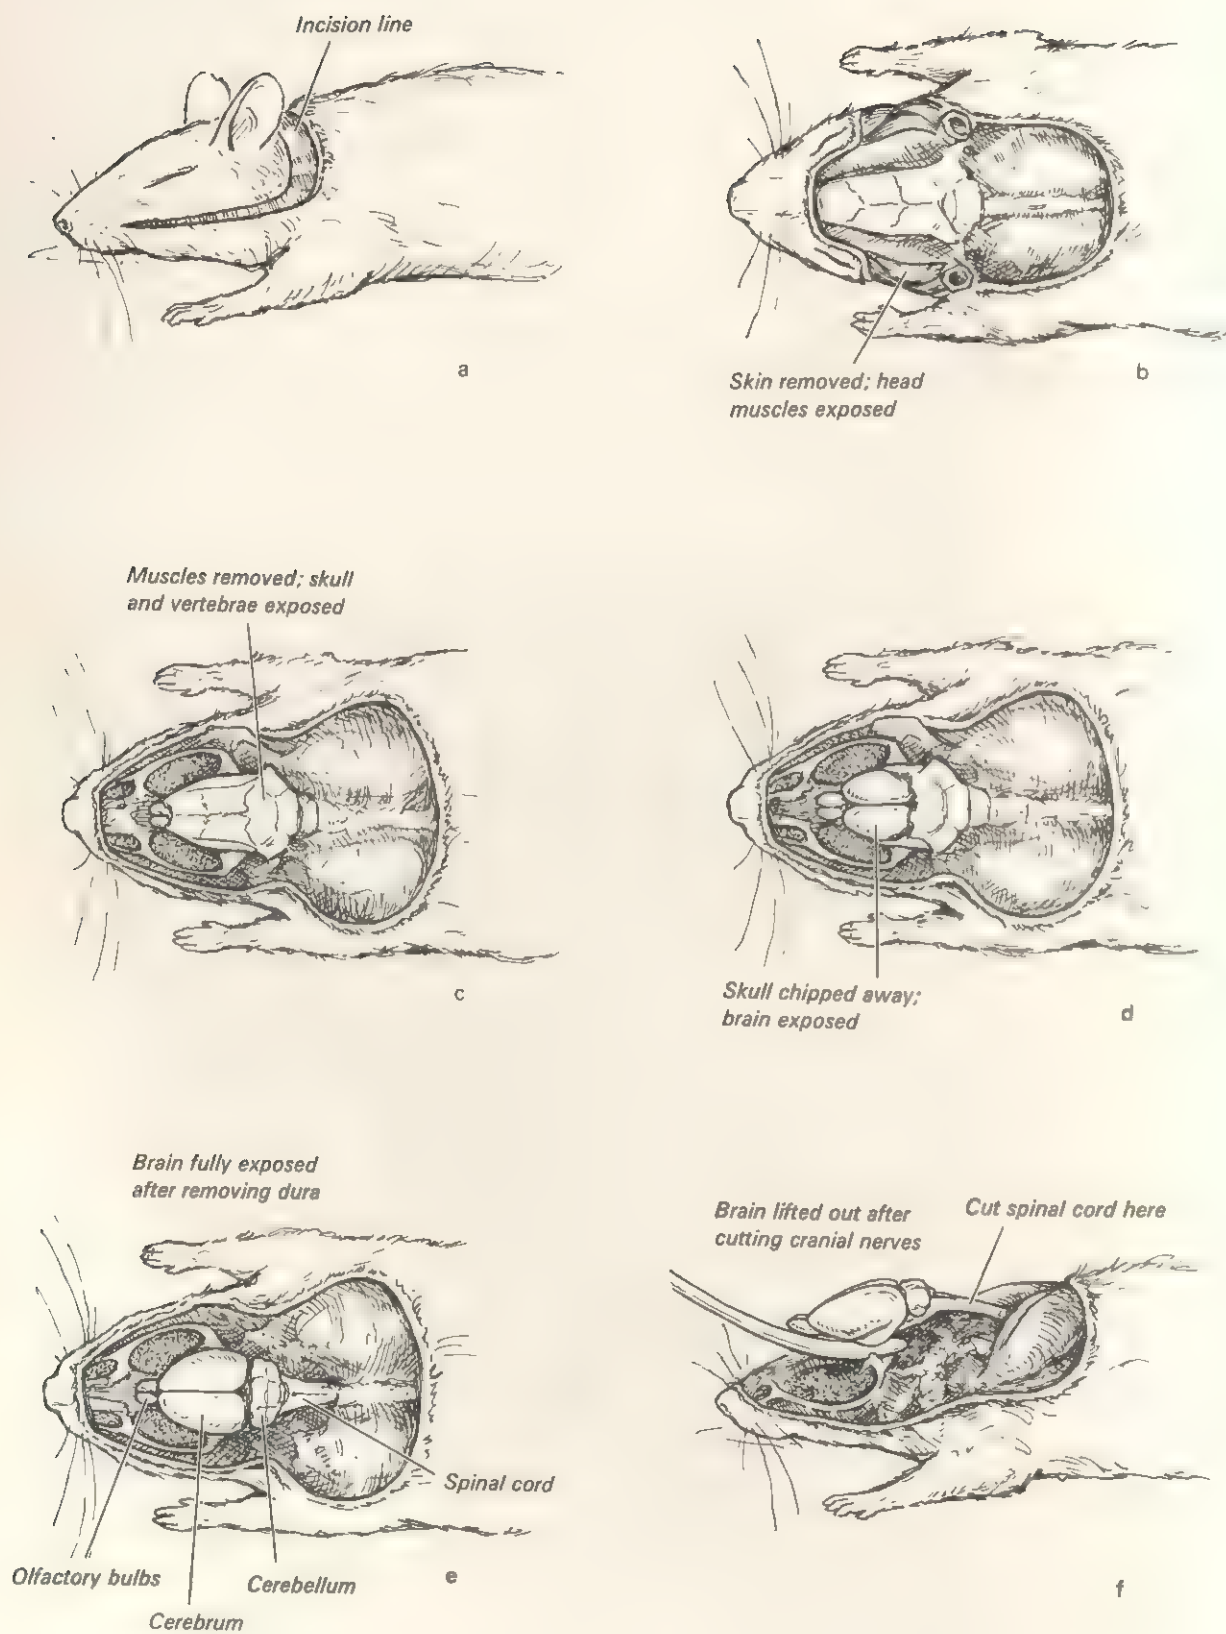 Incision line
a
Skin removed; head
muscles exposed
b
Muscles removed; skull
and vertebrae exposed
c
Skull chipped away;
brain exposed
d
Brain fully exposed
after removing dura
Spinal cord
Olfactory bulbs
Cerebellum
Cerebrum
e
Brain lifted out after
cutting cranial nerves
Cut spinal cord here
f